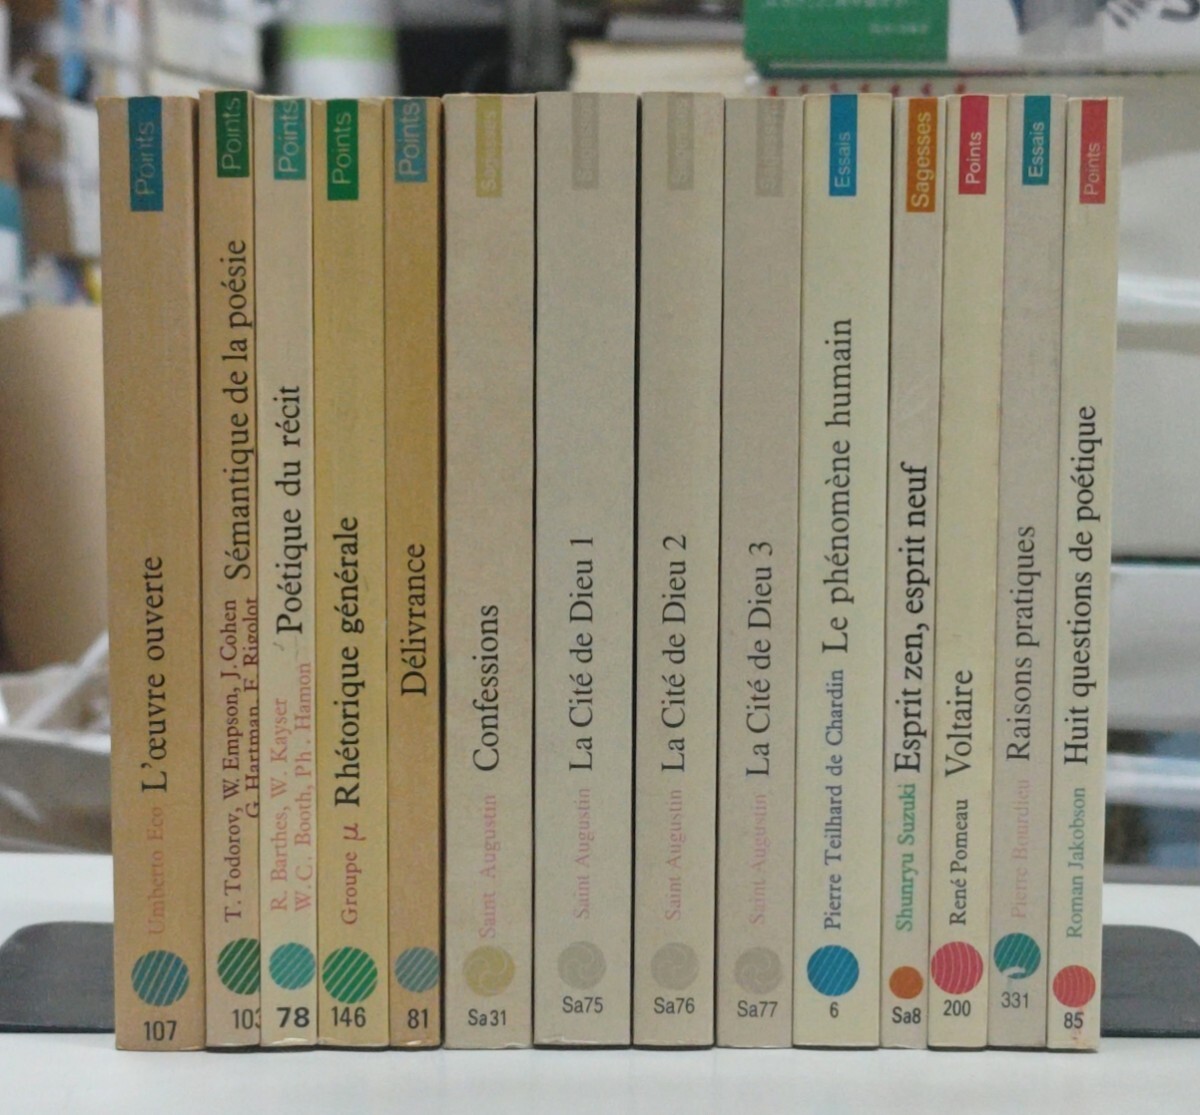 Points
Umberto Eco L'œuvre ouverte
107
Points
T. Todorov, W. Empson, J. Cohen
G. Hartman, F. Rigolot
Sémantique de la poésie
103
Points
R. Barthes, W. Kayser
W.C. Booth, Ph. Hamon
Poétique du récit
78
Points
Groupe μ Rhétorique générale
146
Points
Délivrance
81
Sagesses
Saint Augustin Confessions
Sa31
Sagesses
Saint Augustin La Cité de Dieu 1
Sa75
Sagesses
Saint Augustin La Cité de Dieu 2
Sa76
Sagesses
Saint Augustin La Cité de Dieu 3
Sa77
Essais
Pierre Teilhard de Chardin Le phénomène humain
6
Sagesses
Shunryu Suzuki Esprit zen, esprit neuf
Sa8
Points
René Pomeau Voltaire
200
Essais
Pierre Bourdieu Raisons pratiques
331
Points
Roman Jakobson Huit questions de poétique
85